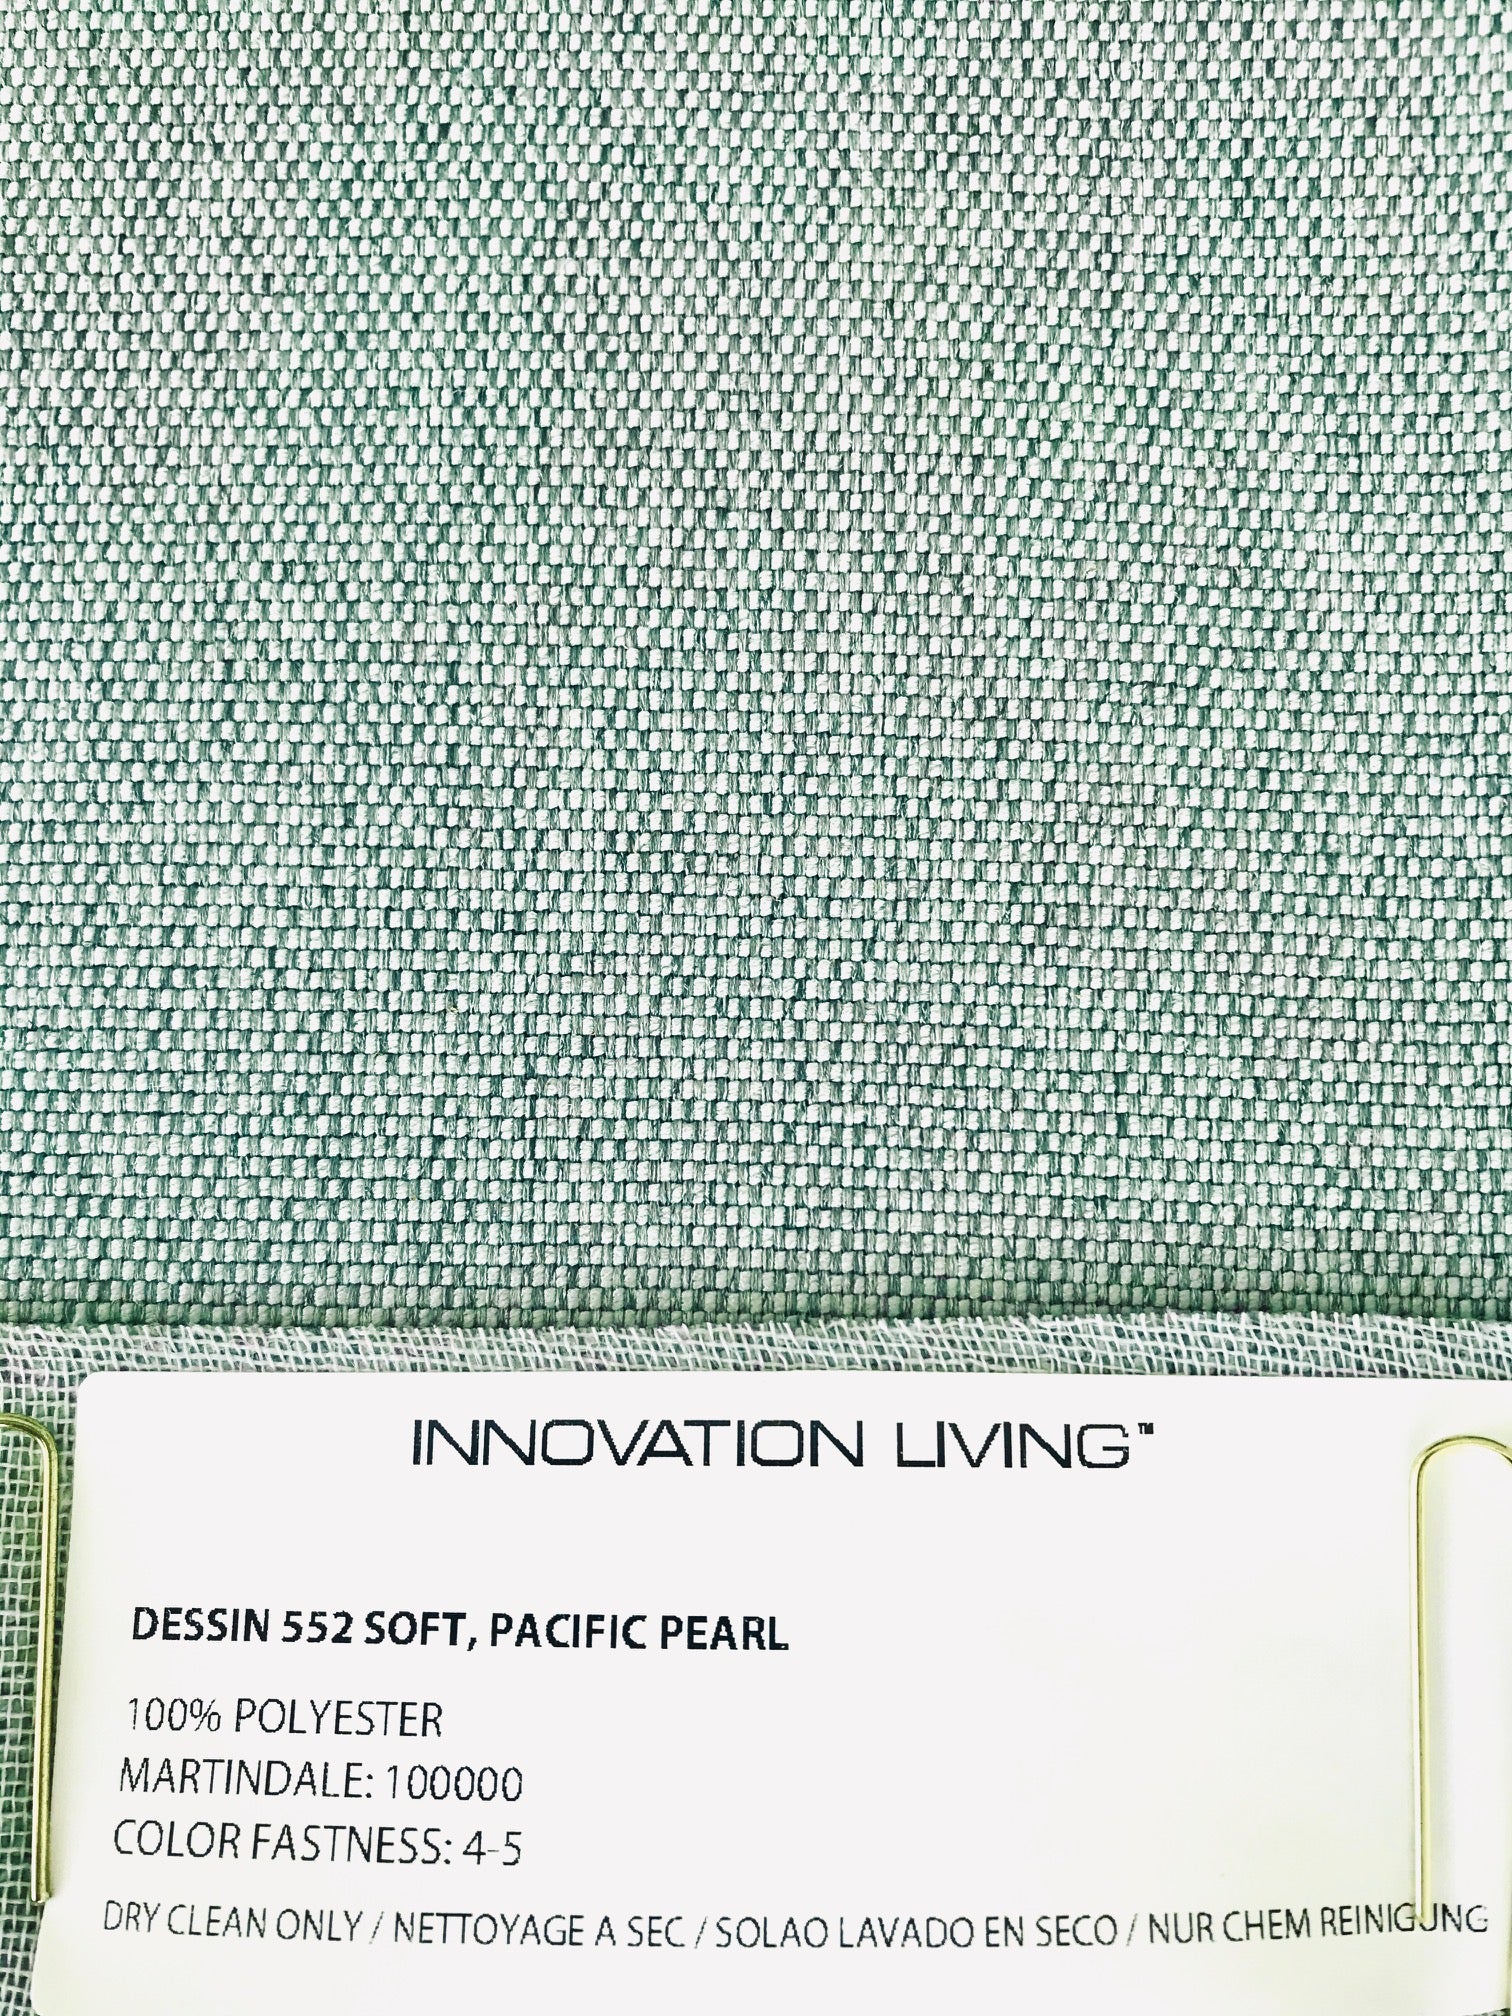 INNOVATION LIVING™
DESSIN 552 SOFT, PACIFIC PEARL
100% POLYESTER
MARTINDALE: 100000
COLOR FASTNESS: 4-5
DRY CLEAN ONLY / NETTOYAGE A SEC / SOLAO LAVADO EN SECO / NUR CHEM REINIGUNG